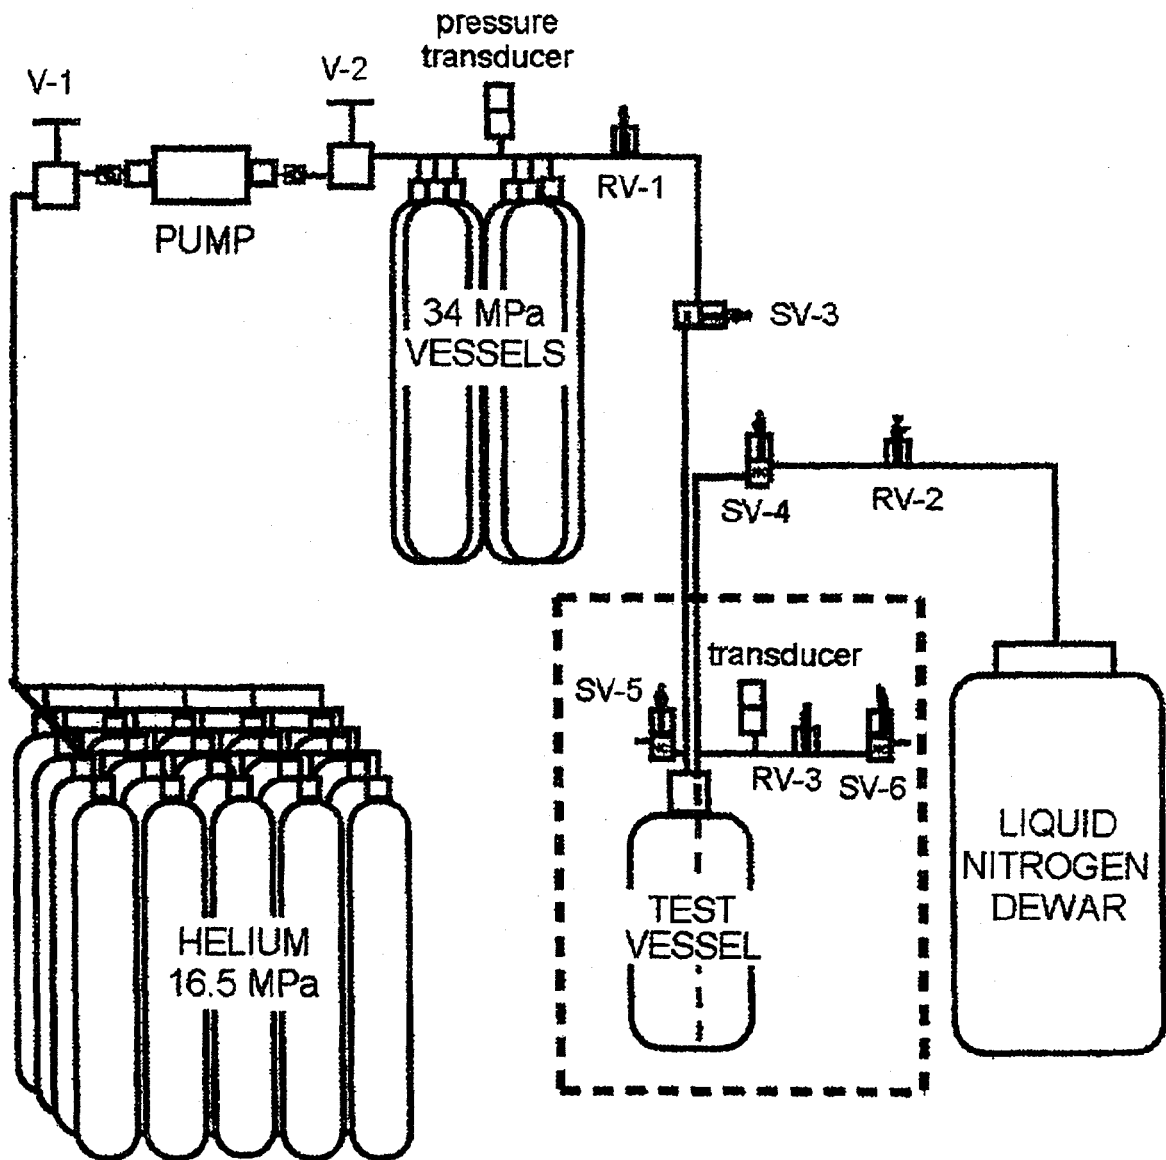 pressure
transducer
V-1
V-2
PUMP
RV-1
34 MPa
VESSELS
SV-3
SV-4
RV-2
transducer
SV-5
RV-3
SV-6
TEST
VESSEL
LIQUID
NITROGEN
DEWAR
HELIUM
16.5 MPa